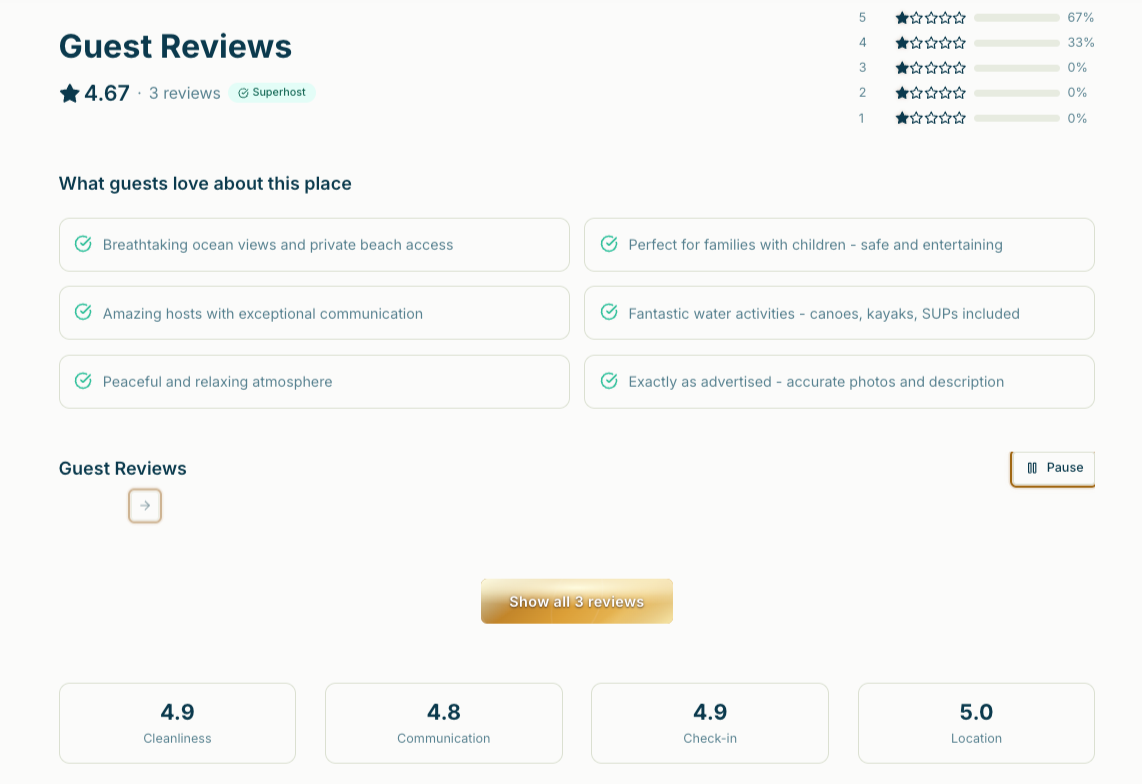 Guest Reviews
4.67 · 3 reviews Superhost
5 67%
4 33%
3 0%
2 0%
1 0%
What guests love about this place
Breathtaking ocean views and private beach access
Perfect for families with children - safe and entertaining
Amazing hosts with exceptional communication
Fantastic water activities - canoes, kayaks, SUPs included
Peaceful and relaxing atmosphere
Exactly as advertised - accurate photos and description
Guest Reviews
Pause
Show all 3 reviews
4.9
Cleanliness
4.8
Communication
4.9
Check-in
5.0
Location